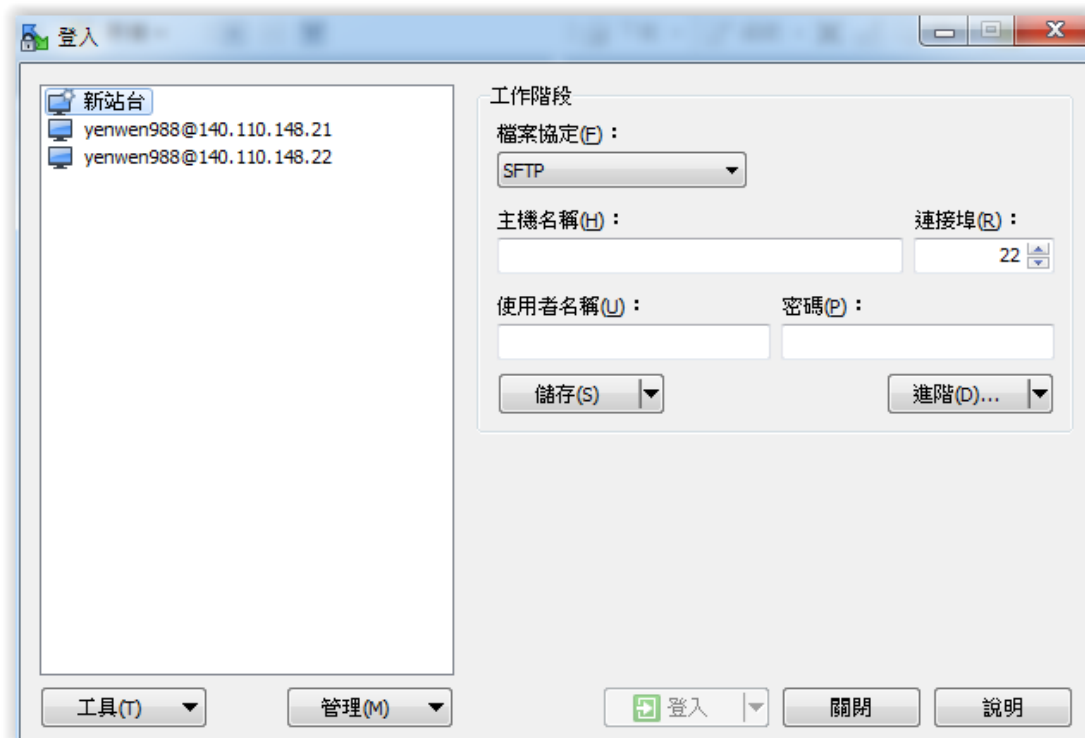 登入
新站台
yenwen988@140.110.148.21
yenwen988@140.110.148.22
工作階段
檔案協定(F)：
SFTP
主機名稱(H)：
連接埠(R)：
22
使用者名稱(U)：
密碼(P)：
儲存(S)
進階(D)...
工具(T)
管理(M)
登入
關閉
說明